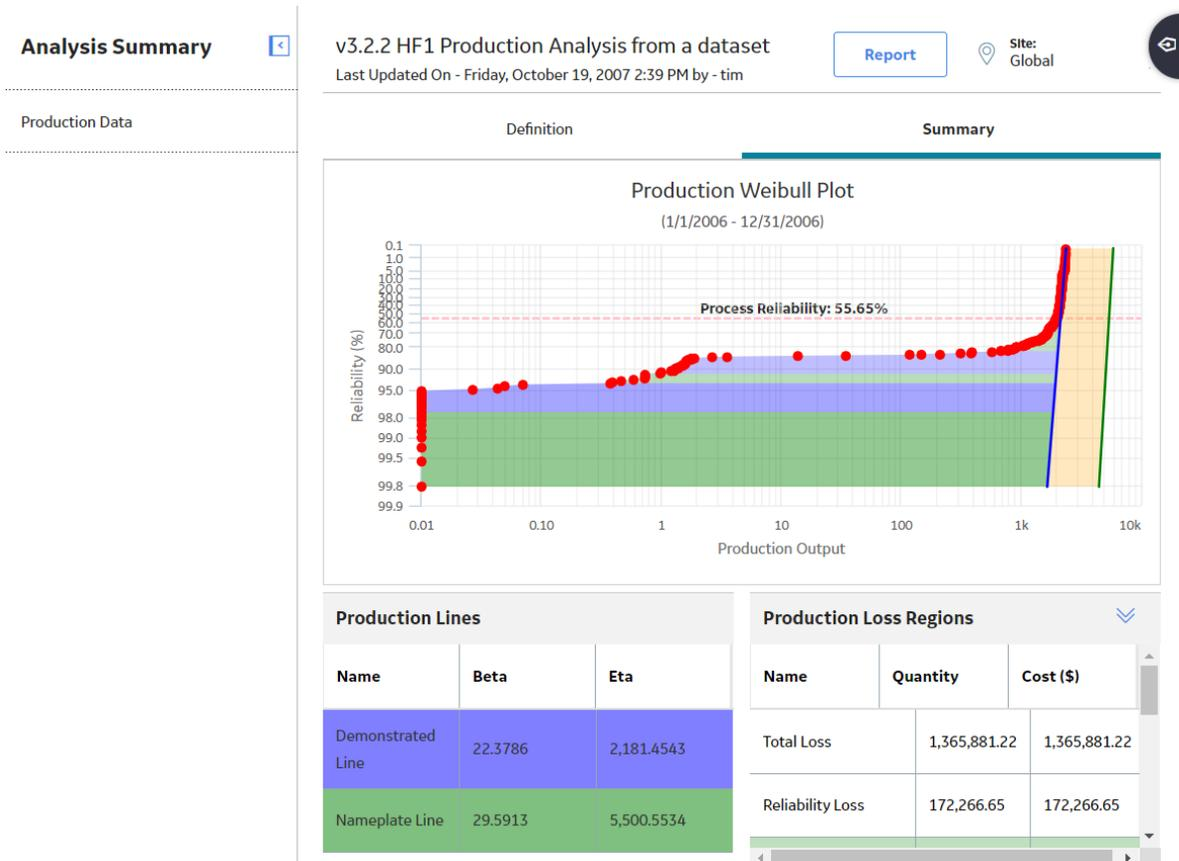 Analysis Summary
v3.2.2 HF1 Production Analysis from a dataset
Last Updated On - Friday, October 19, 2007 2:39 PM by - tim
Report
Site:
Global
Production Data
Definition
Summary
Production Weibull Plot
(1/1/2006 - 12/31/2006)
Reliability (%)
0.1
1.0
5.0
10.0
20.0
30.0
40.0
50.0
60.0
70.0
80.0
90.0
95.0
98.0
99.0
99.5
99.8
99.9
Process Reliability: 55.65%
0.01 0.10 1 10 100 1k 10k
Production Output
Production Lines
Name Beta Eta
Demonstrated
Line
22.3786 2,181.4543
Nameplate Line 29.5913 5,500.5534
Production Loss Regions
Name Quantity Cost ($)
Total Loss 1,365,881.22 1,365,881.22
Reliability Loss 172,266.65 172,266.65